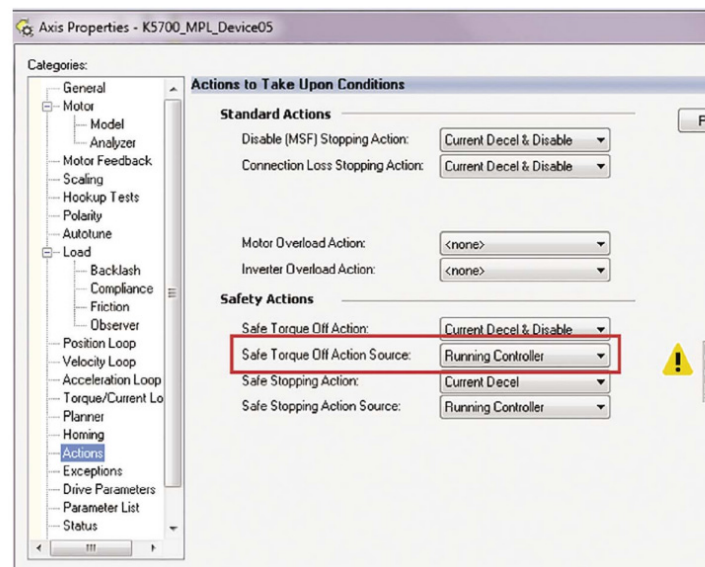 Axis Properties - K5700_MPL_Device05
Categories:
General
Motor
Model
Analyzer
Motor Feedback
Scaling
Hookup Tests
Polarity
Autotune
Load
Backlash
Compliance
Friction
Observer
Position Loop
Velocity Loop
Acceleration Loop
Torque/Current Lo
Planner
Homing
Actions
Exceptions
Drive Parameters
Parameter List
Status
Actions to Take Upon Conditions
Standard Actions
Disable (MSF) Stopping Action: Current Decel & Disable
Connection Loss Stopping Action: Current Decel & Disable
Motor Overload Action: <none>
Inverter Overload Action: <none>
Safety Actions
Safe Torque Off Action: Current Decel & Disable
Safe Torque Off Action Source: Running Controller
Safe Stopping Action: Current Decel
Safe Stopping Action Source: Running Controller